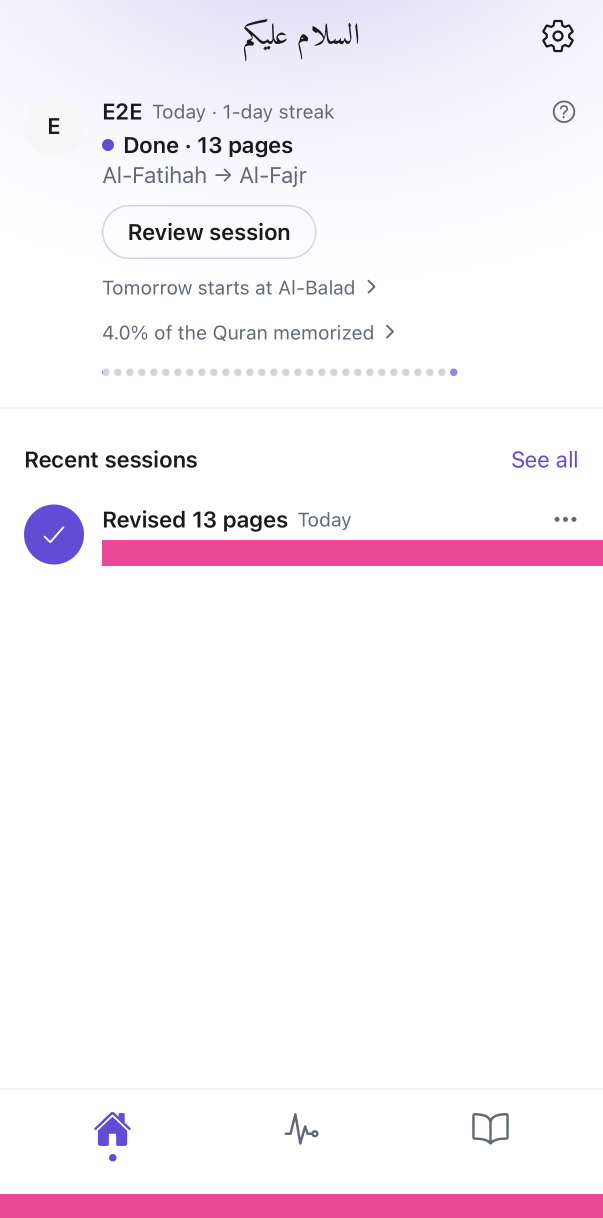 السلام عليكم
E
E2E Today · 1-day streak
Done · 13 pages
Al-Fatihah → Al-Fajr
Review session
Tomorrow starts at Al-Balad
4.0% of the Quran memorized
Recent sessions See all
Revised 13 pages Today